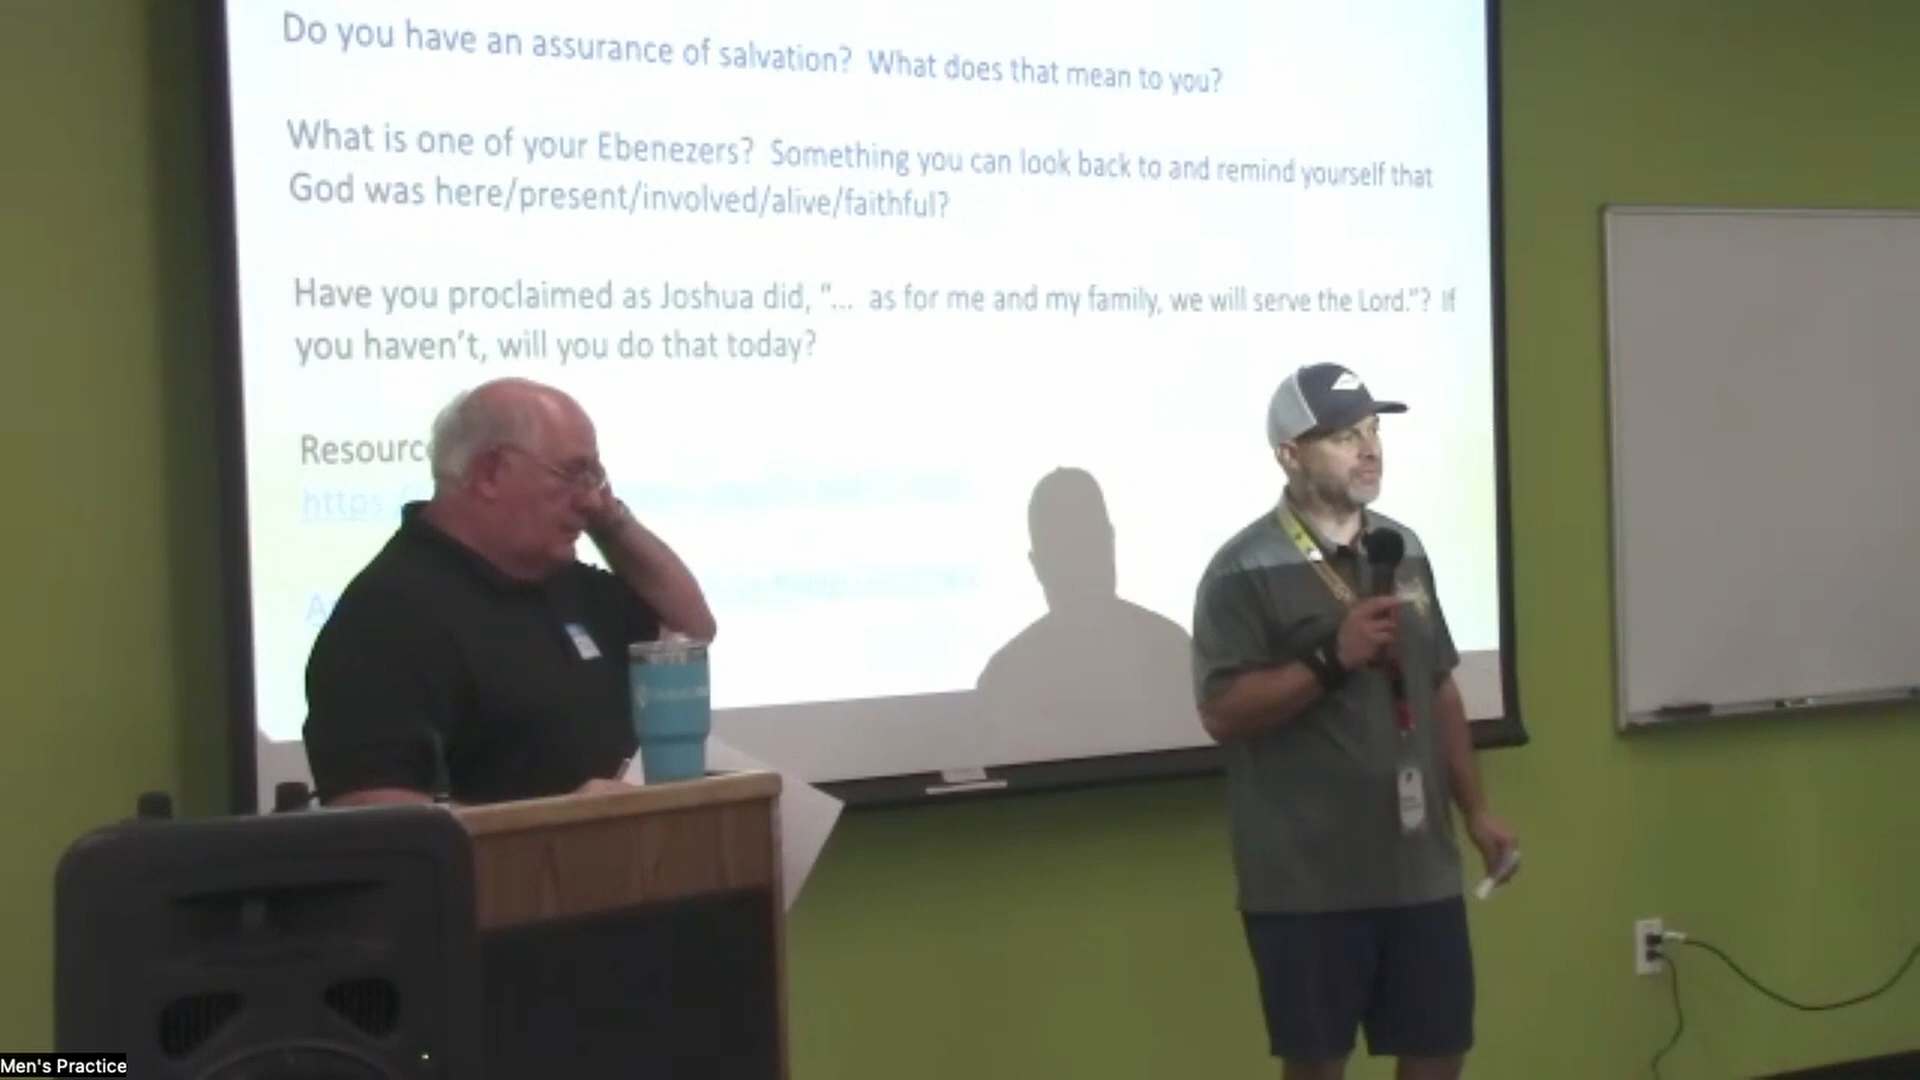 Do you have an assurance of salvation?  What does that mean to you?
What is one of your Ebenezers?  Something you can look back to and remind yourself that
God was here/present/involved/alive/faithful?
Have you proclaimed as Joshua did, "...  as for me and my family, we will serve the Lord."?  If
you haven't, will you do that today?
Men's Practice